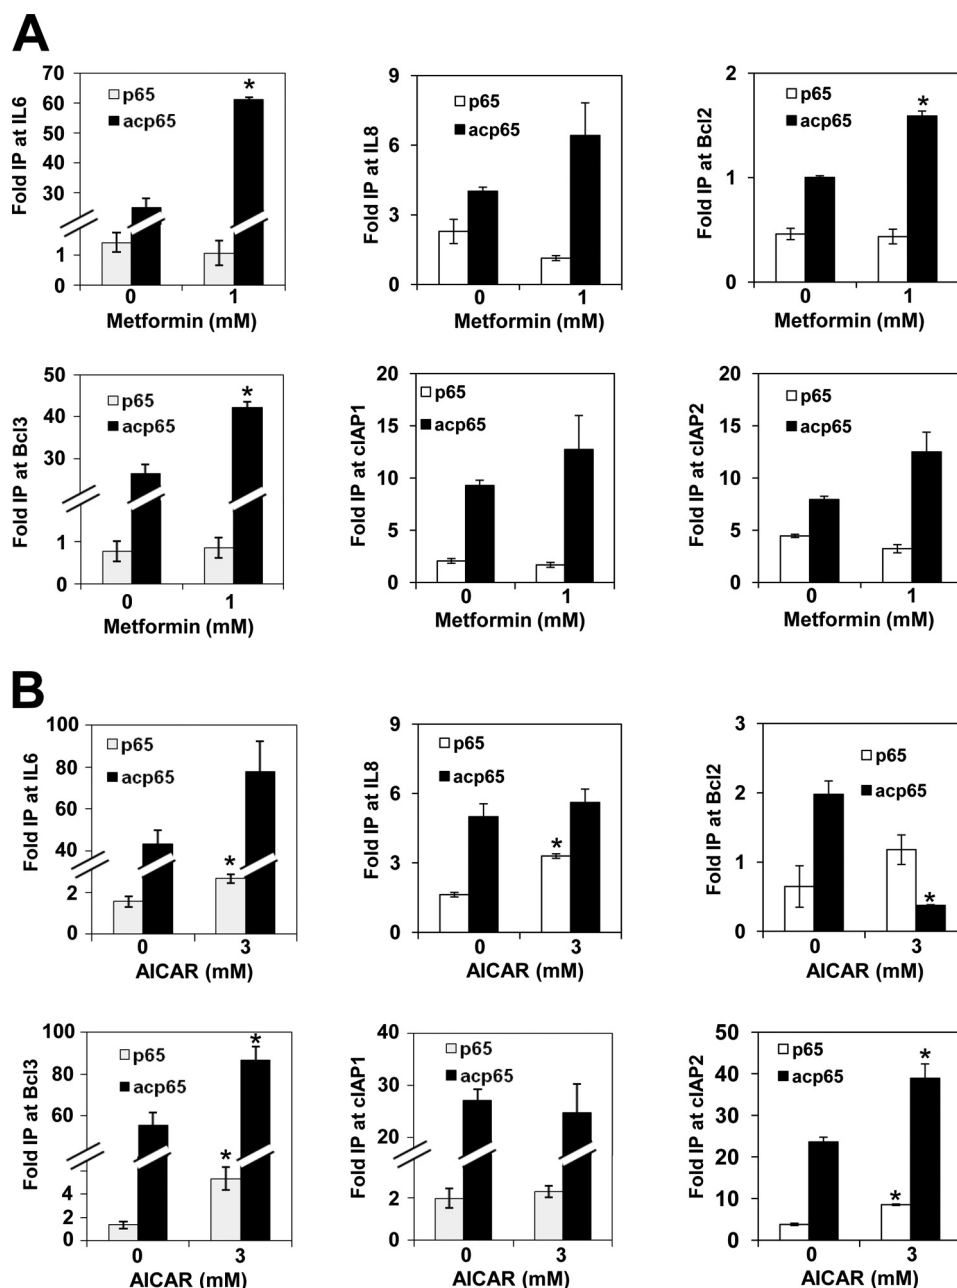 A
Fold IP at IL6
70
60
50
40
30
1
0
p65
acp65
*
0 1
Metformin (mM)
Fold IP at IL8
9
6
3
0
p65
acp65
0 1
Metformin (mM)
Fold IP at Bcl2
2
1
0
p65
acp65
*
0 1
Metformin (mM)
Fold IP at Bcl3
50
40
30
1
0
p65
acp65
*
0 1
Metformin (mM)
Fold IP at cIAP1
20
15
10
5
0
p65
acp65
0 1
Metformin (mM)
Fold IP at cIAP2
20
15
10
5
0
p65
acp65
0 1
Metformin (mM)
B
Fold IP at IL6
100
80
60
40
2
0
p65
acp65
*
0 3
AICAR (mM)
Fold IP at IL8
9
6
3
0
p65
acp65
*
0 3
AICAR (mM)
Fold IP at Bcl2
3
2
1
0
p65
acp65
*
0 3
AICAR (mM)
Fold IP at Bcl3
100
80
60
4
2
0
p65
acp65
*
*
0 3
AICAR (mM)
Fold IP at cIAP1
40
30
20
2
0
p65
acp65
0 3
AICAR (mM)
Fold IP at cIAP2
50
40
30
20
10
0
p65
acp65
*
*
0 3
AICAR (mM)